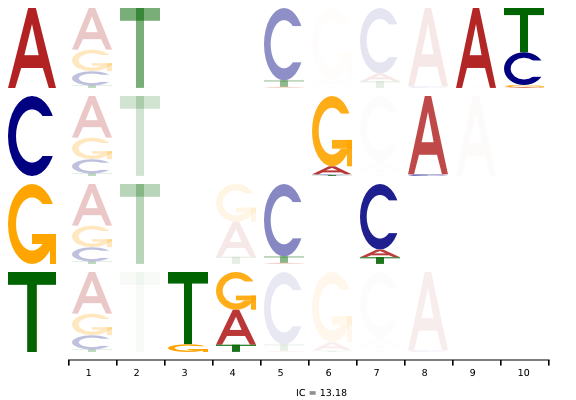 A A G C T C G C A A A T C
C A G C T G A C A A
G A G C T G A C C A T
T A G C T T G G A T C G C A
1 2 3 4 5 6 7 8 9 10
IC = 13.18